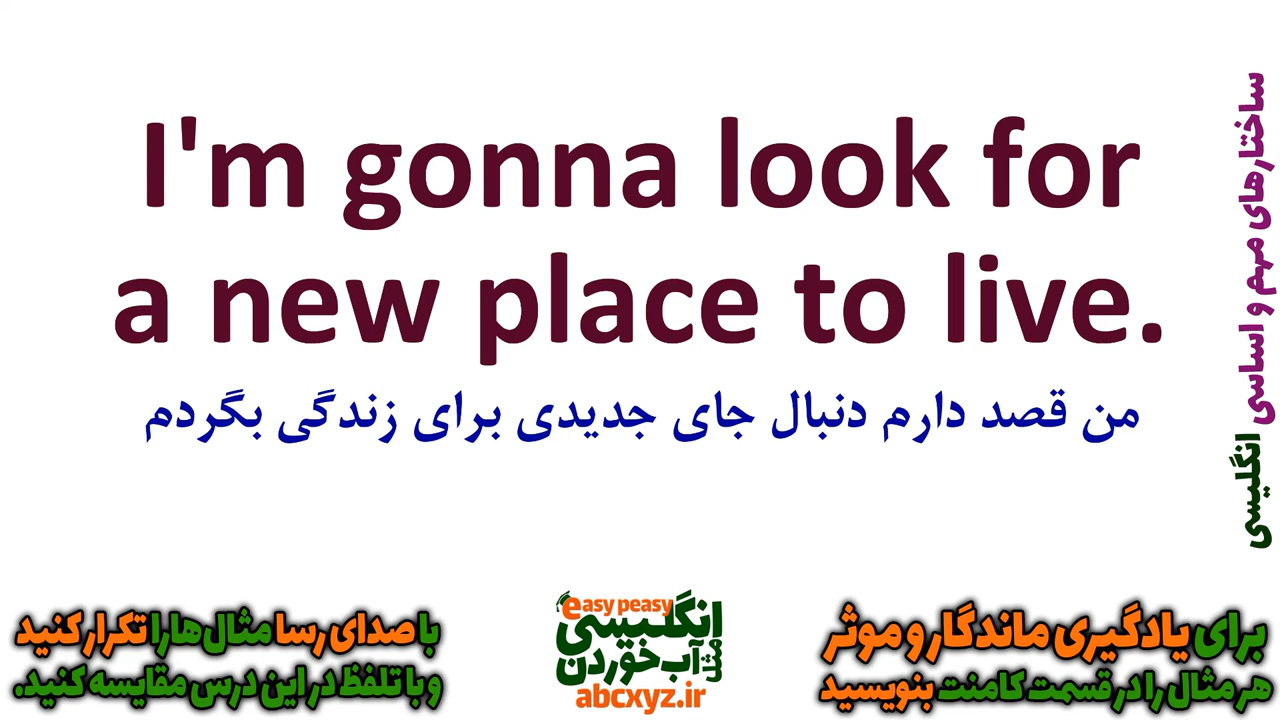 I'm gonna look for
a new place to live.
من قصد دارم دنبال جای جدیدی برای زندگی بگردم
ساختارهای مهم و اساسی انگلیسی
برای یادگیری ماندگار و موثر
هر مثال را در قسمت کامنت بنویسید
easy peasy
انگلیسی
مثل آب خوردن
abcxyz.ir
با صدای رسا مثال‌ها را تکرار کنید
و با تلفظ در این درس مقایسه کنید.